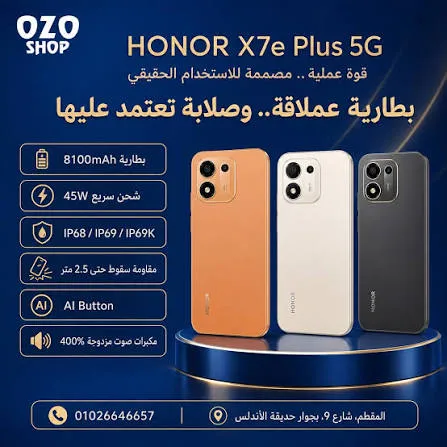 OZO
SHOP
HONOR X7e Plus 5G
قوة عملية .. مصممة للاستخدام الحقيقي
بطارية عملاقة.. وصلابة تعتمد عليها
بطارية 8100mAh
شحن سريع 45W
IP68 / IP69 / IP69K
مقاومة سقوط حتى 2.5 متر
AI
AI Button
مكبرات صوت مزدوجة 400%
HONOR
HONOR
01026646657
المقطم، شارع 9، بجوار حديقة الأندلس